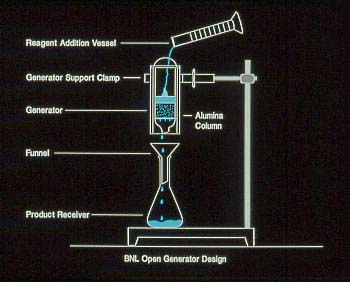 Reagent Addition Vessel
Generator Support Clamp
Generator
Alumina
Column
Funnel
Product Receiver
BNL Open Generator Design